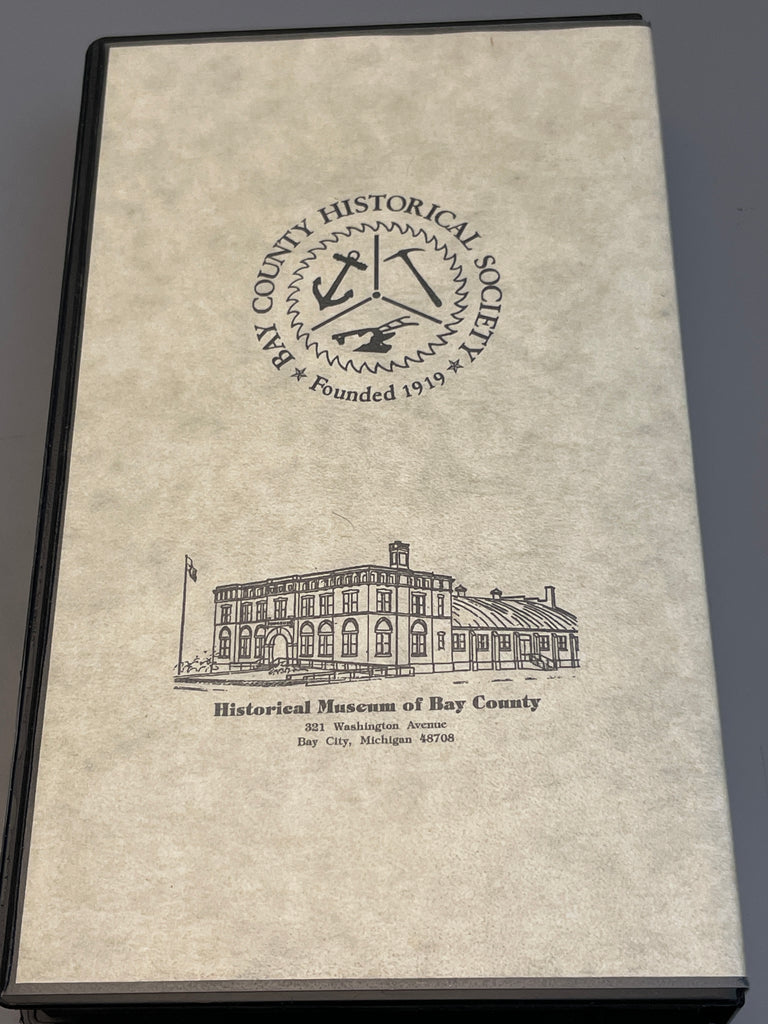 BAY COUNTY HISTORICAL SOCIETY
Founded 1919
Historical Museum of Bay County
321 Washington Avenue
Bay City, Michigan 48708